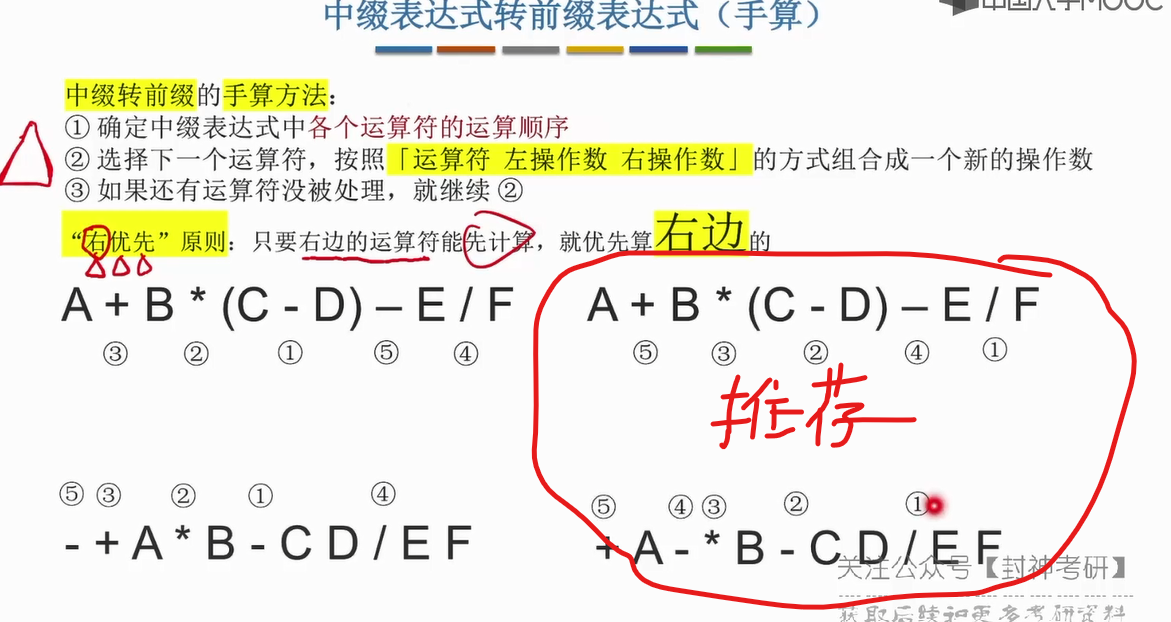 中国大学MOOC
中缀表达式转前缀表达式（手算）
中缀转前缀的手算方法：
① 确定中缀表达式中各个运算符的运算顺序
② 选择下一个运算符，按照「运算符 左操作数 右操作数」的方式组合成一个新的操作数
③ 如果还有运算符没被处理，就继续 ②
“右优先”原则：只要右边的运算符能先计算，就优先算右边的
A + B * (C - D) – E / F
③ ② ① ⑤ ④
A + B * (C - D) – E / F
⑤ ③ ② ④ ①
推荐
⑤ ③ ② ① ④
- + A * B - C D / E F
⑤ ④ ③ ② ①
+ A - * B - C D / E F
关注公众号【封神考研】
获取后续和更多考研资料